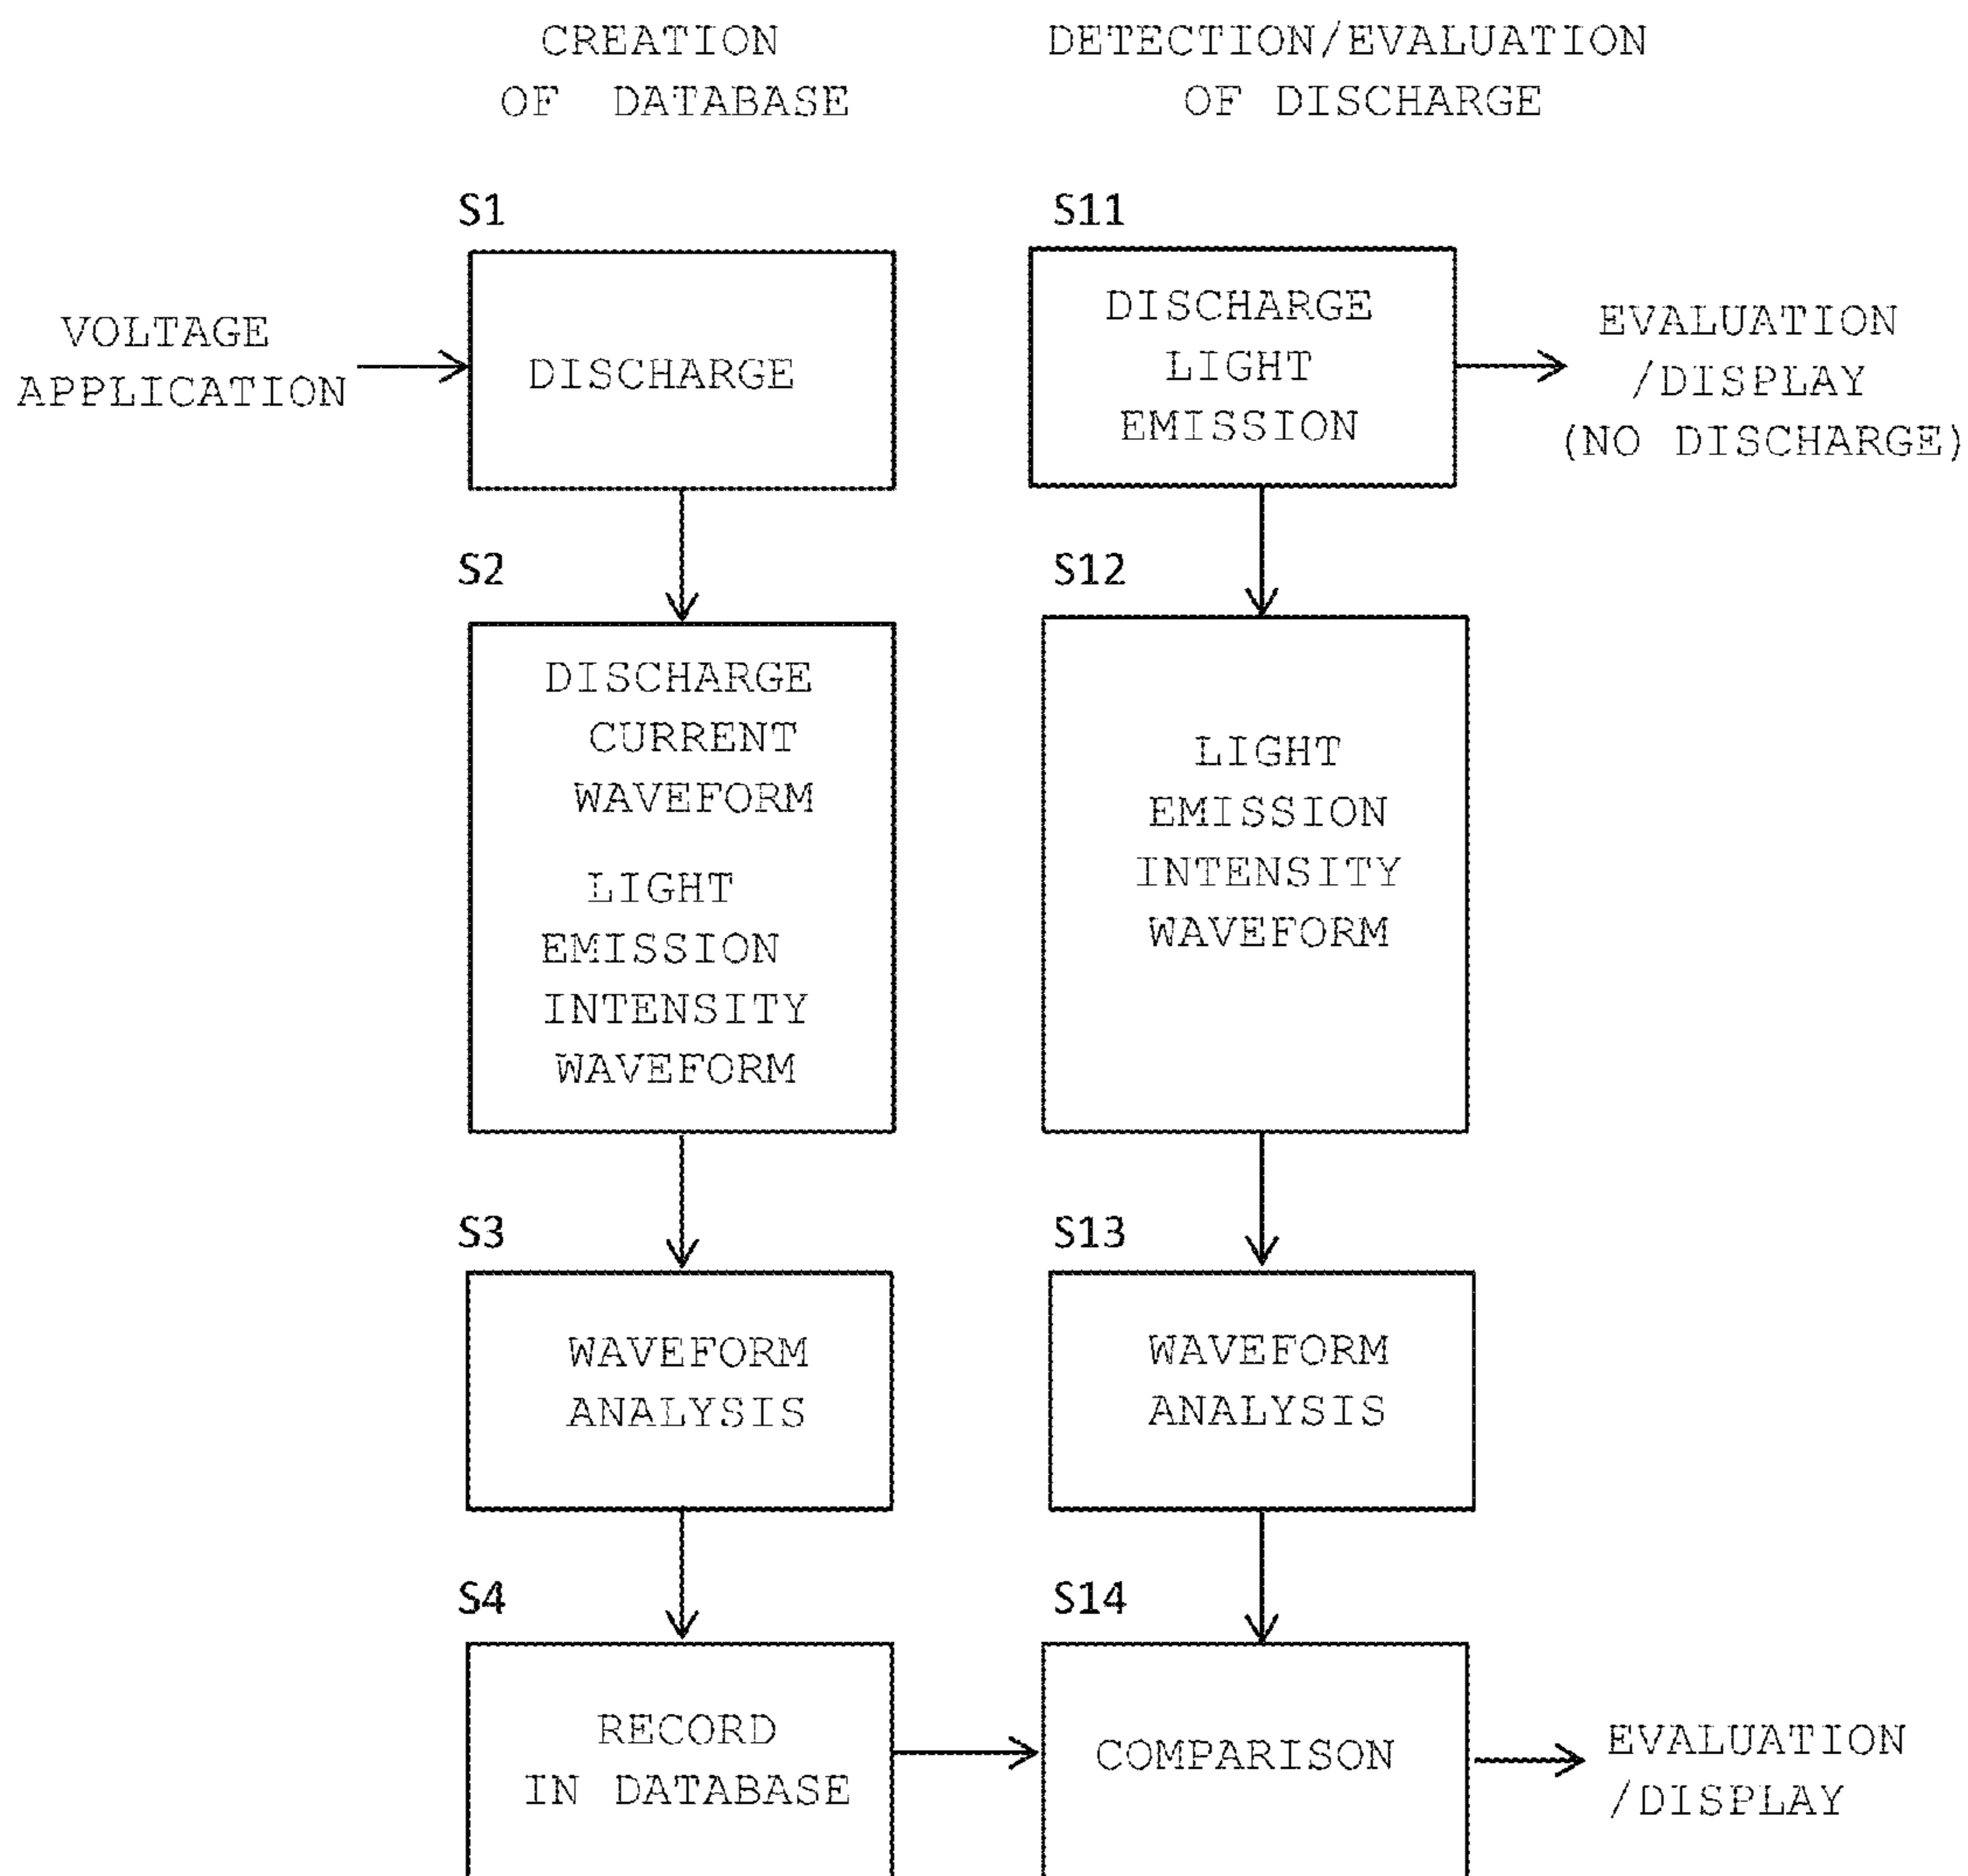 CREATION
OF DATABASE
DETECTION/EVALUATION
OF DISCHARGE
S1
VOLTAGE
APPLICATION
DISCHARGE
S2
DISCHARGE
CURRENT
WAVEFORM
LIGHT
EMISSION
INTENSITY
WAVEFORM
S3
WAVEFORM
ANALYSIS
S4
RECORD
IN DATABASE
S11
DISCHARGE
LIGHT
EMISSION
EVALUATION
/DISPLAY
(NO DISCHARGE)
S12
LIGHT
EMISSION
INTENSITY
WAVEFORM
S13
WAVEFORM
ANALYSIS
S14
COMPARISON
EVALUATION
/DISPLAY